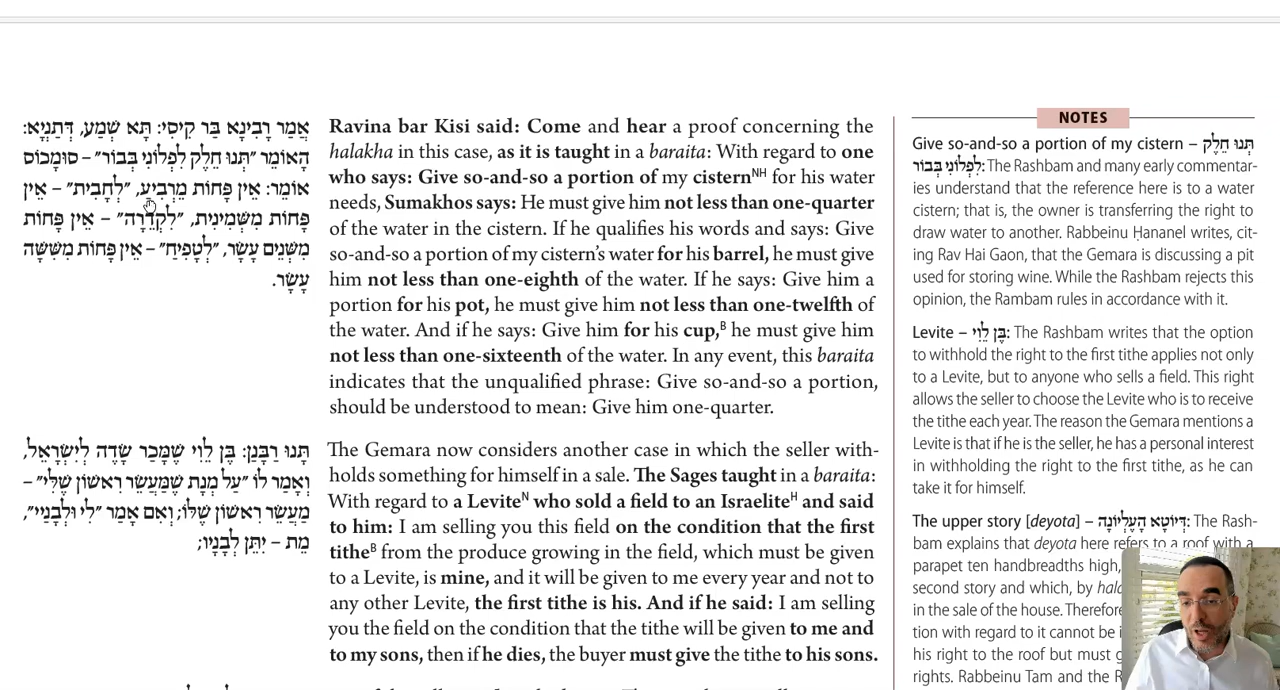 אָמַר רָבִינָא בַּר קִיסִי: תָּא שְׁמַע, דְּתַנְיָא:
הָאוֹמֵר ״תְּנוּ חֵלֶק לִפְלוֹנִי בְּבוֹר״ – סוּמָכוֹס
אוֹמֵר: אֵין פָּחוֹת מֵרְבִיעַ, ״לְחָבִית״ – אֵין
פָּחוֹת מִשְּׁמִינִית, ״לִקְדֵרָה״ – אֵין פָּחוֹת
מִשְּׁנֵים עָשָׂר, ״לְטָפִיחַ״ – אֵין פָּחוֹת מִשִּׁשָּׁה
עָשָׂר.
תָּנוּ רַבָּנַן: בֶּן לֵוִי שֶׁמָּכַר שָׂדֶה לְיִשְׂרָאֵל,
וְאָמַר לוֹ ״עַל מְנָת שֶׁמַּעֲשֵׂר רִאשׁוֹן שֶׁלִּי״ –
מַעֲשֵׂר רִאשׁוֹן שֶׁלּוֹ; וְאִם אָמַר ״לִי וּלְבָנַיי״,
מֵת – יִתֵּן לְבָנָיו;
Ravina bar Kisi said: Come and hear a proof concerning the
halakha in this case, as it is taught in a baraita: With regard to one
who says: Give so-and-so a portion of my cisternNH for his water
needs, Sumakhos says: He must give him not less than one-quarter
of the water in the cistern. If he qualifies his words and says: Give
so-and-so a portion of my cistern's water for his barrel, he must give
him not less than one-eighth of the water. If he says: Give him a
portion for his pot, he must give him not less than one-twelfth of
the water. And if he says: Give him for his cup,B he must give him
not less than one-sixteenth of the water. In any event, this baraita
indicates that the unqualified phrase: Give so-and-so a portion,
should be understood to mean: Give him one-quarter.
The Gemara now considers another case in which the seller with-
holds something for himself in a sale. The Sages taught in a baraita:
With regard to a LeviteN who sold a field to an IsraeliteH and said
to him: I am selling you this field on the condition that the first
titheB from the produce growing in the field, which must be given
to a Levite, is mine, and it will be given to me every year and not to
any other Levite, the first tithe is his. And if he said: I am selling
you the field on the condition that the tithe will be given to me and
to my sons, then if he dies, the buyer must give the tithe to his sons.
NOTES
Give so-and-so a portion of my cistern – תְּנוּ חֵלֶק
לִפְלוֹנִי בְּבוֹר: The Rashbam and many early commentar-
ies understand that the reference here is to a water
cistern; that is, the owner is transferring the right to
draw water to another. Rabbeinu Ḥananel writes, cit-
ing Rav Hai Gaon, that the Gemara is discussing a pit
used for storing wine. While the Rashbam rejects this
opinion, the Rambam rules in accordance with it.
Levite – בֶּן לֵוִי: The Rashbam writes that the option
to withhold the right to the first tithe applies not only
to a Levite, but to anyone who sells a field. This right
allows the seller to choose the Levite who is to receive
the tithe each year. The reason the Gemara mentions a
Levite is that if he is the seller, he has a personal interest
in withholding the right to the first tithe, as he can
take it for himself.
The upper story [deyota] – דְּיוֹטָא הָעֶלְיוֹנָה: The Rash-
bam explains that deyota here refers to a roof with a
parapet ten handbreadths high,
second story and which, by
in the sale of the house. Therefore
tion with regard to it cannot be
his right to the roof but must
rights. Rabbeinu Tam and the